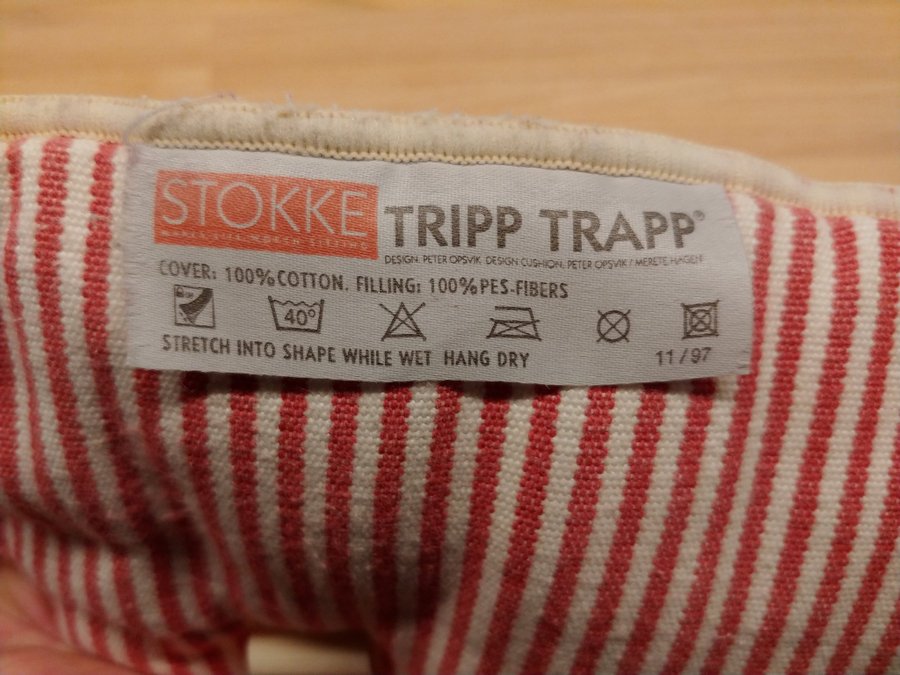 STOKKE
TRIPP TRAPP®
DESIGN. PETER OPSVIK. DESIGN CUSHION. PETER OPSVIK / MERETE HAGEN
COVER: 100% COTTON. FILLING: 100% PES-FIBERS
40°
STRETCH INTO SHAPE WHILE WET HANG DRY
11/97